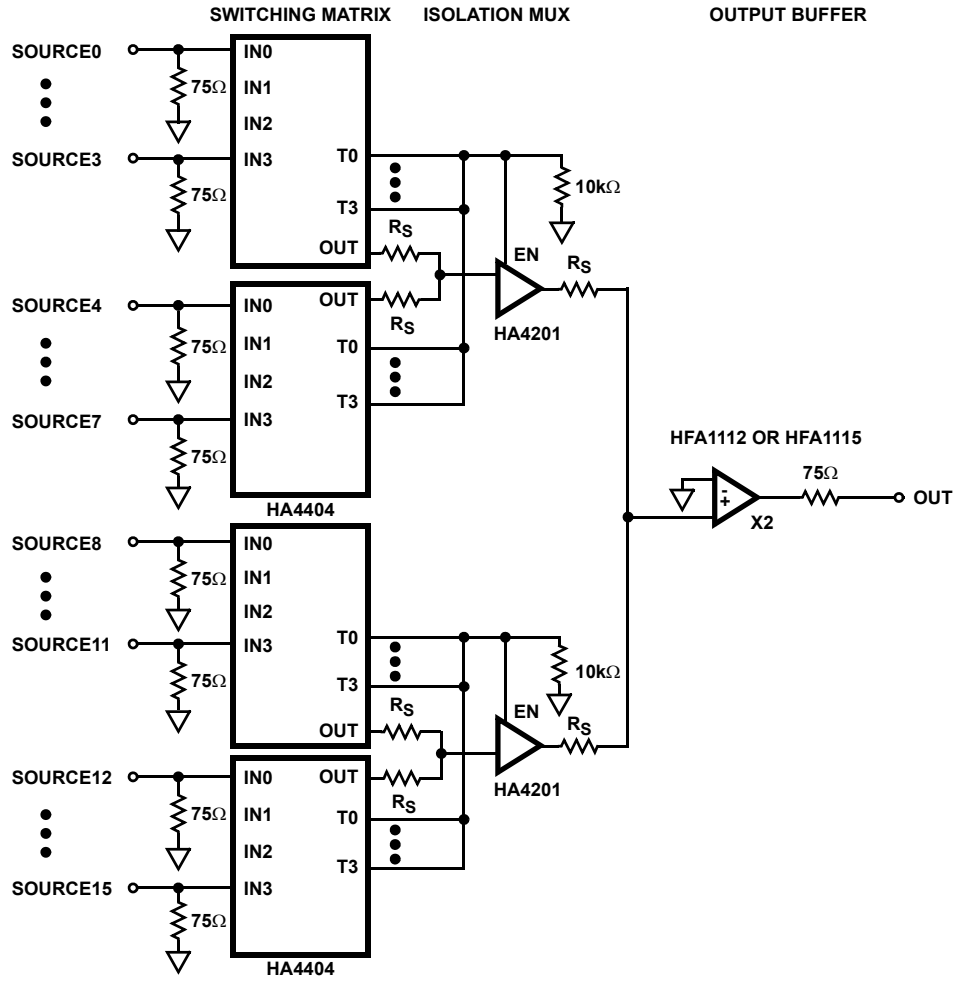 SWITCHING MATRIX ISOLATION MUX OUTPUT BUFFER
SOURCE0
75Ω
SOURCE3
75Ω
IN0
IN1
IN2
IN3
T0
T3
OUT
RS
10kΩ
EN
RS
HA4201
SOURCE4
75Ω
SOURCE7
75Ω
IN0
IN1
IN2
IN3
OUT
RS
T0
T3
HA4404
HFA1112 OR HFA1115
-
+
X2
75Ω
OUT
SOURCE8
75Ω
SOURCE11
75Ω
IN0
IN1
IN2
IN3
T0
T3
OUT
RS
10kΩ
EN
RS
HA4201
SOURCE12
75Ω
SOURCE15
75Ω
IN0
IN1
IN2
IN3
OUT
RS
T0
T3
HA4404